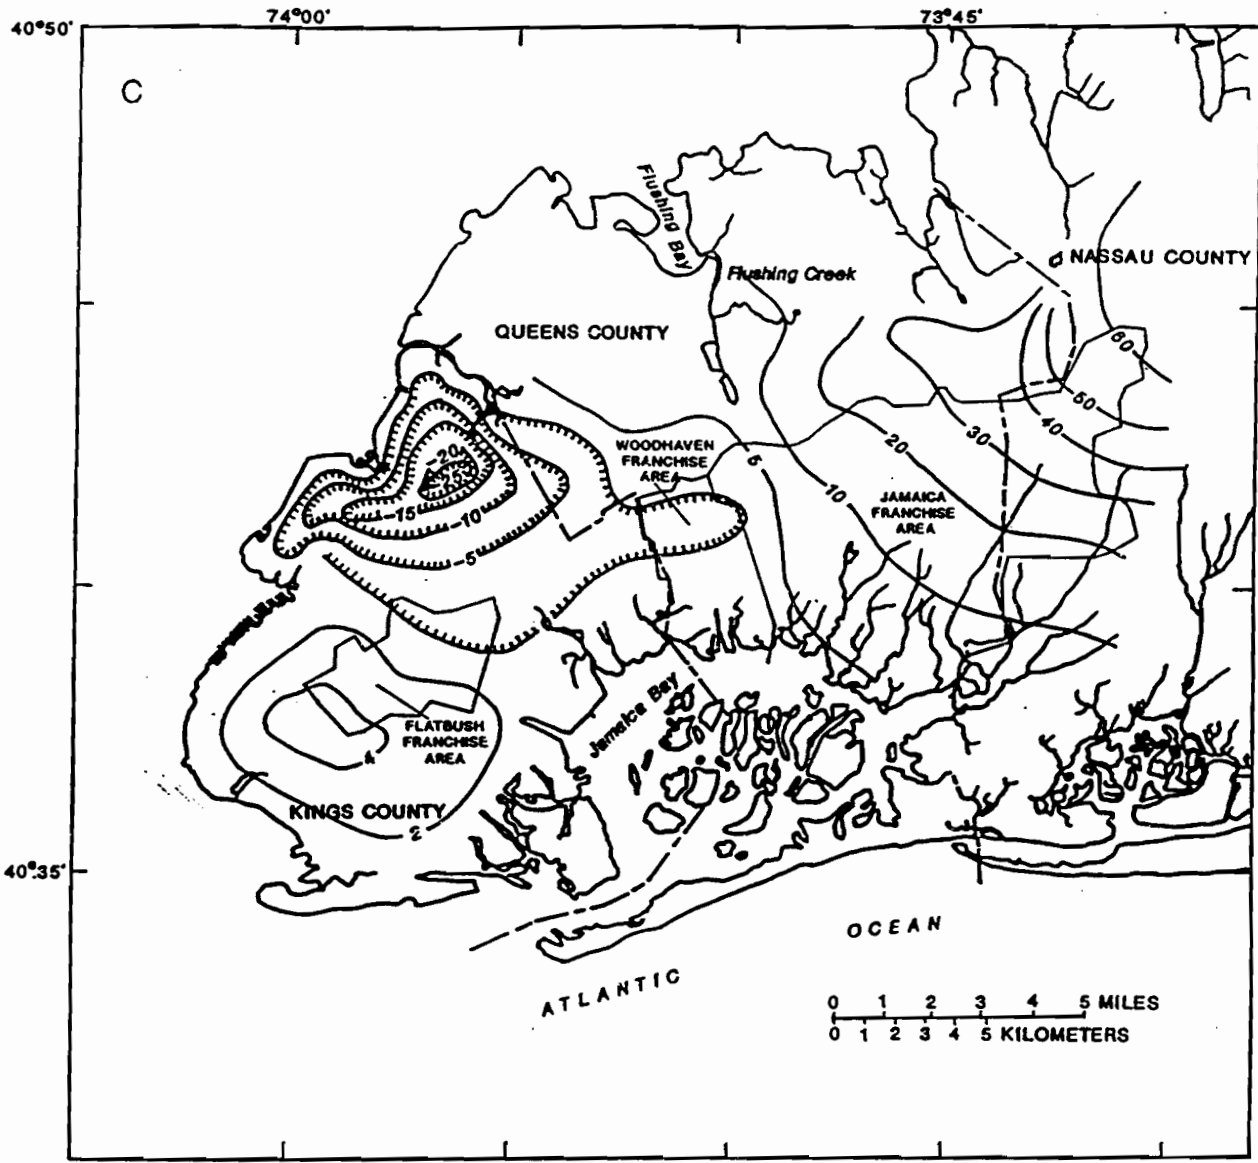 74°00'
73°45'
40°50'
C
Flushing Bay
NASSAU COUNTY
Flushing Creek
QUEENS COUNTY
60
50
40
30
20
10
5
WOODHAVEN
FRANCHISE
AREA
-20
-25
-15
-10
-5
JAMAICA
FRANCHISE
AREA
Jamaica Bay
FLATBUSH
FRANCHISE
AREA
4
KINGS COUNTY
2
40°35'
OCEAN
ATLANTIC
0 1 2 3 4 5 MILES
0 1 2 3 4 5 KILOMETERS